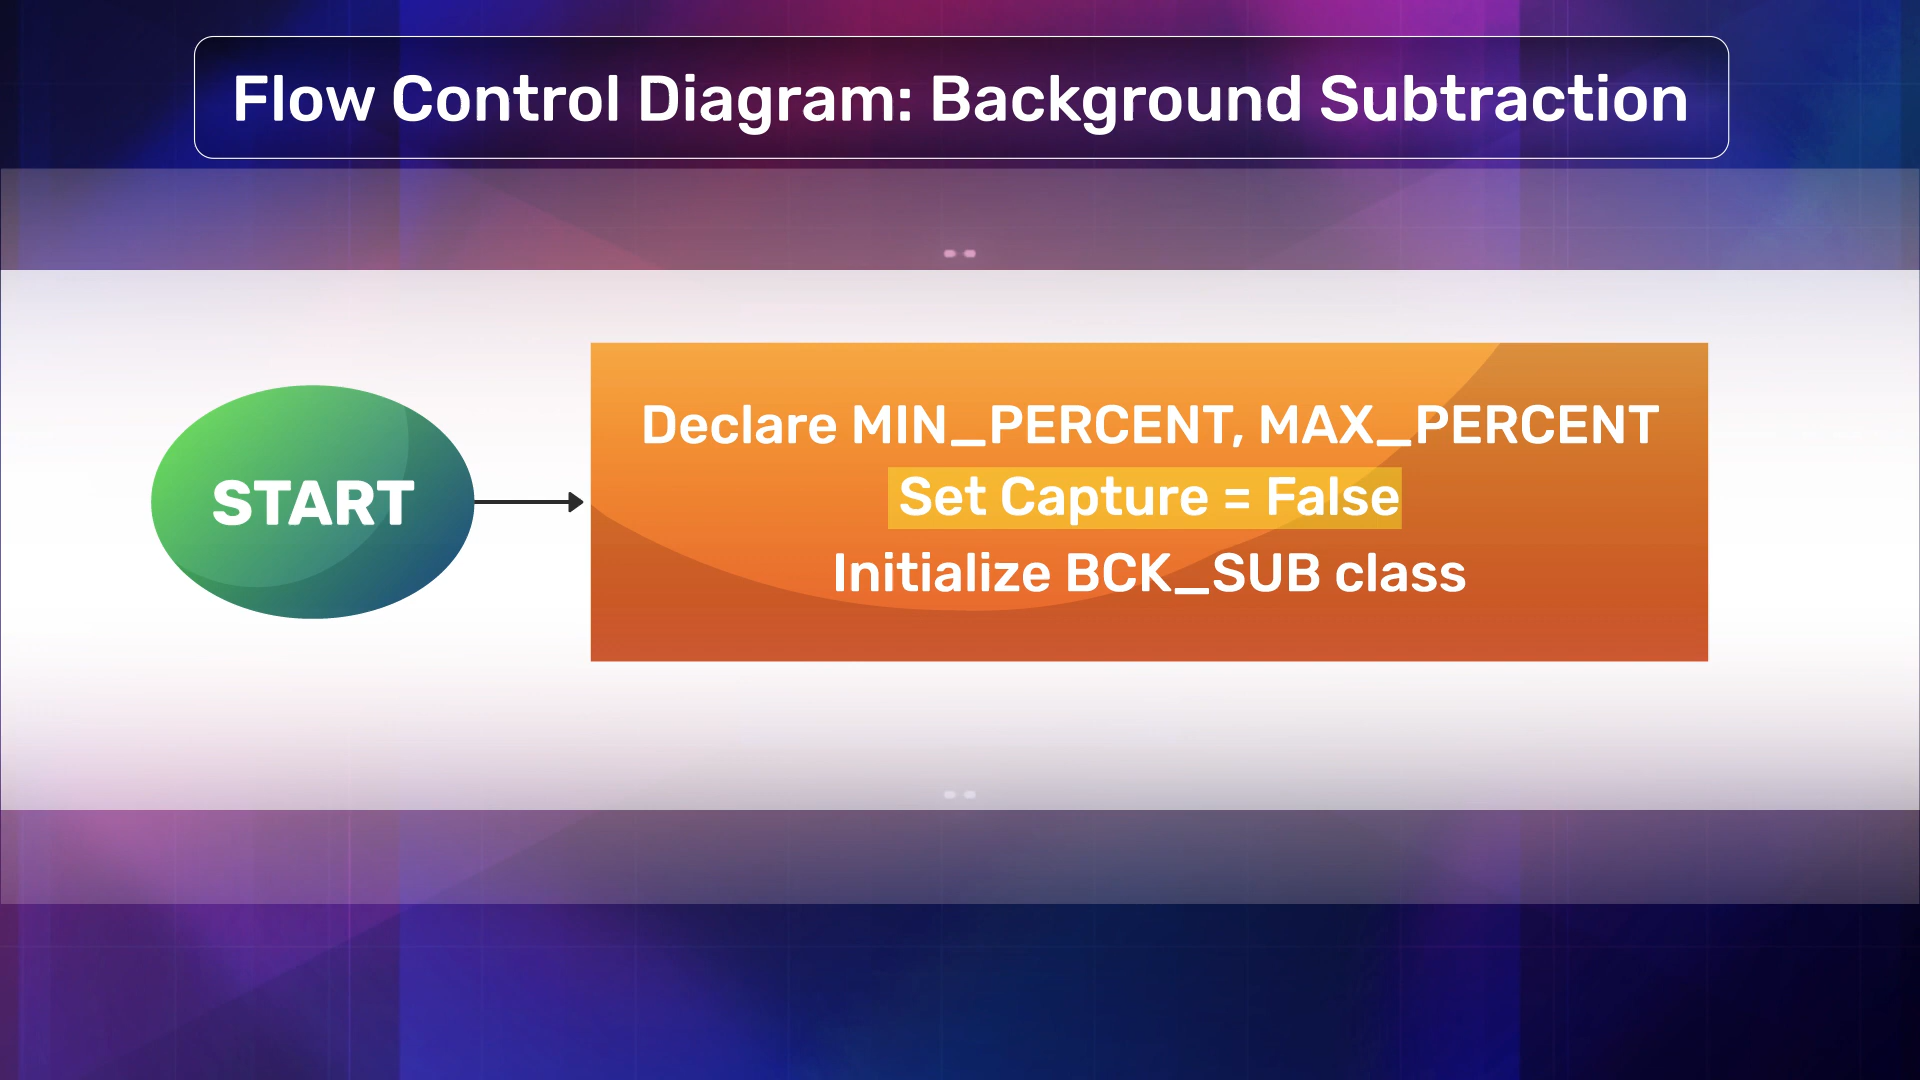 Flow Control Diagram: Background Subtraction
START
Declare MIN_PERCENT, MAX_PERCENT
Set Capture = False
Initialize BCK_SUB class